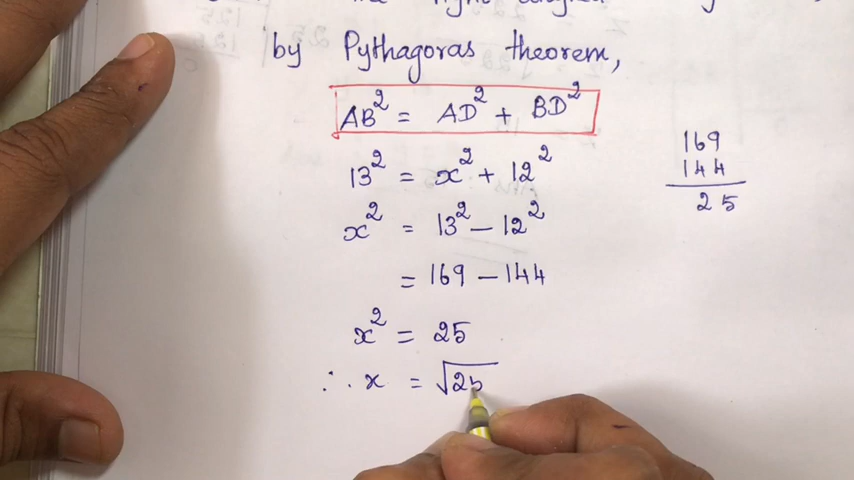 by Pythagoras theorem,
AB² = AD² + BD²
13² = x² + 12²
x² = 13² − 12²
= 169 − 144
x² = 25
∴ x = √25
169
144
25